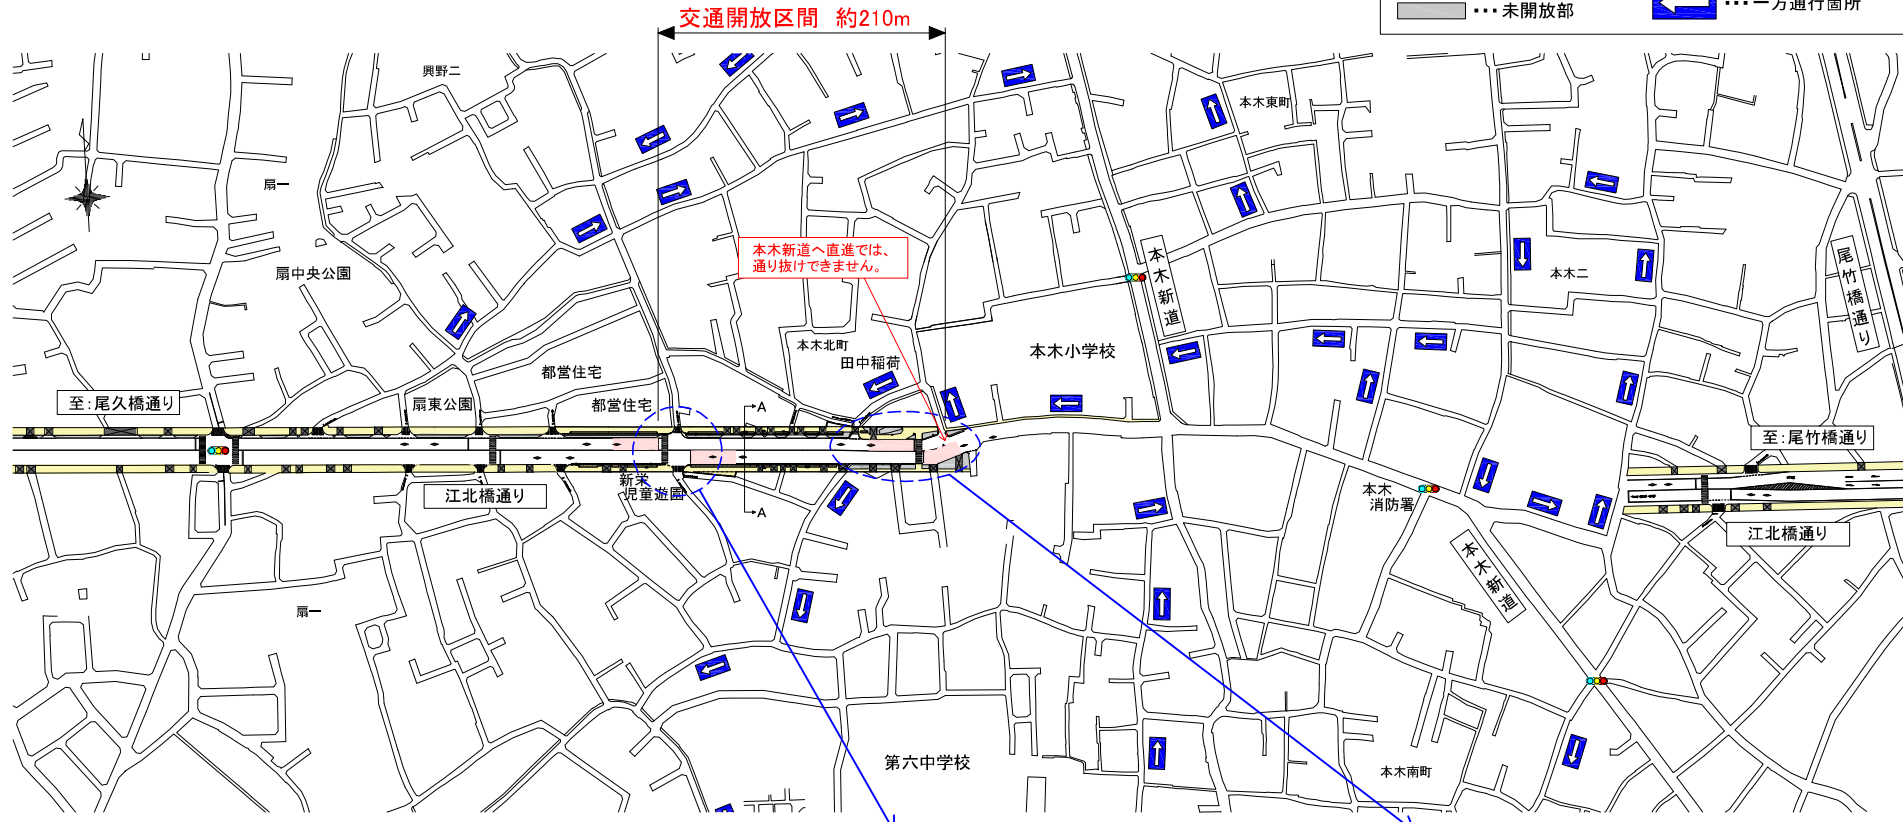 交通開放区間 約210m
・・・未開放部
・・・一方通行箇所
興野二
本木東町
扇一
本木新道へ直進では、
通り抜けできません。
扇中央公園
本木新道
本木二
尾竹橋通り
本木北町
本木小学校
田中稲荷
都営住宅
至:尾久橋通り
扇東公園
都営住宅
A
至:尾竹橋通り
新栄
児童遊園
江北橋通り
A
本木
消防署
江北橋通り
本木新道
扇一
第六中学校
本木南町